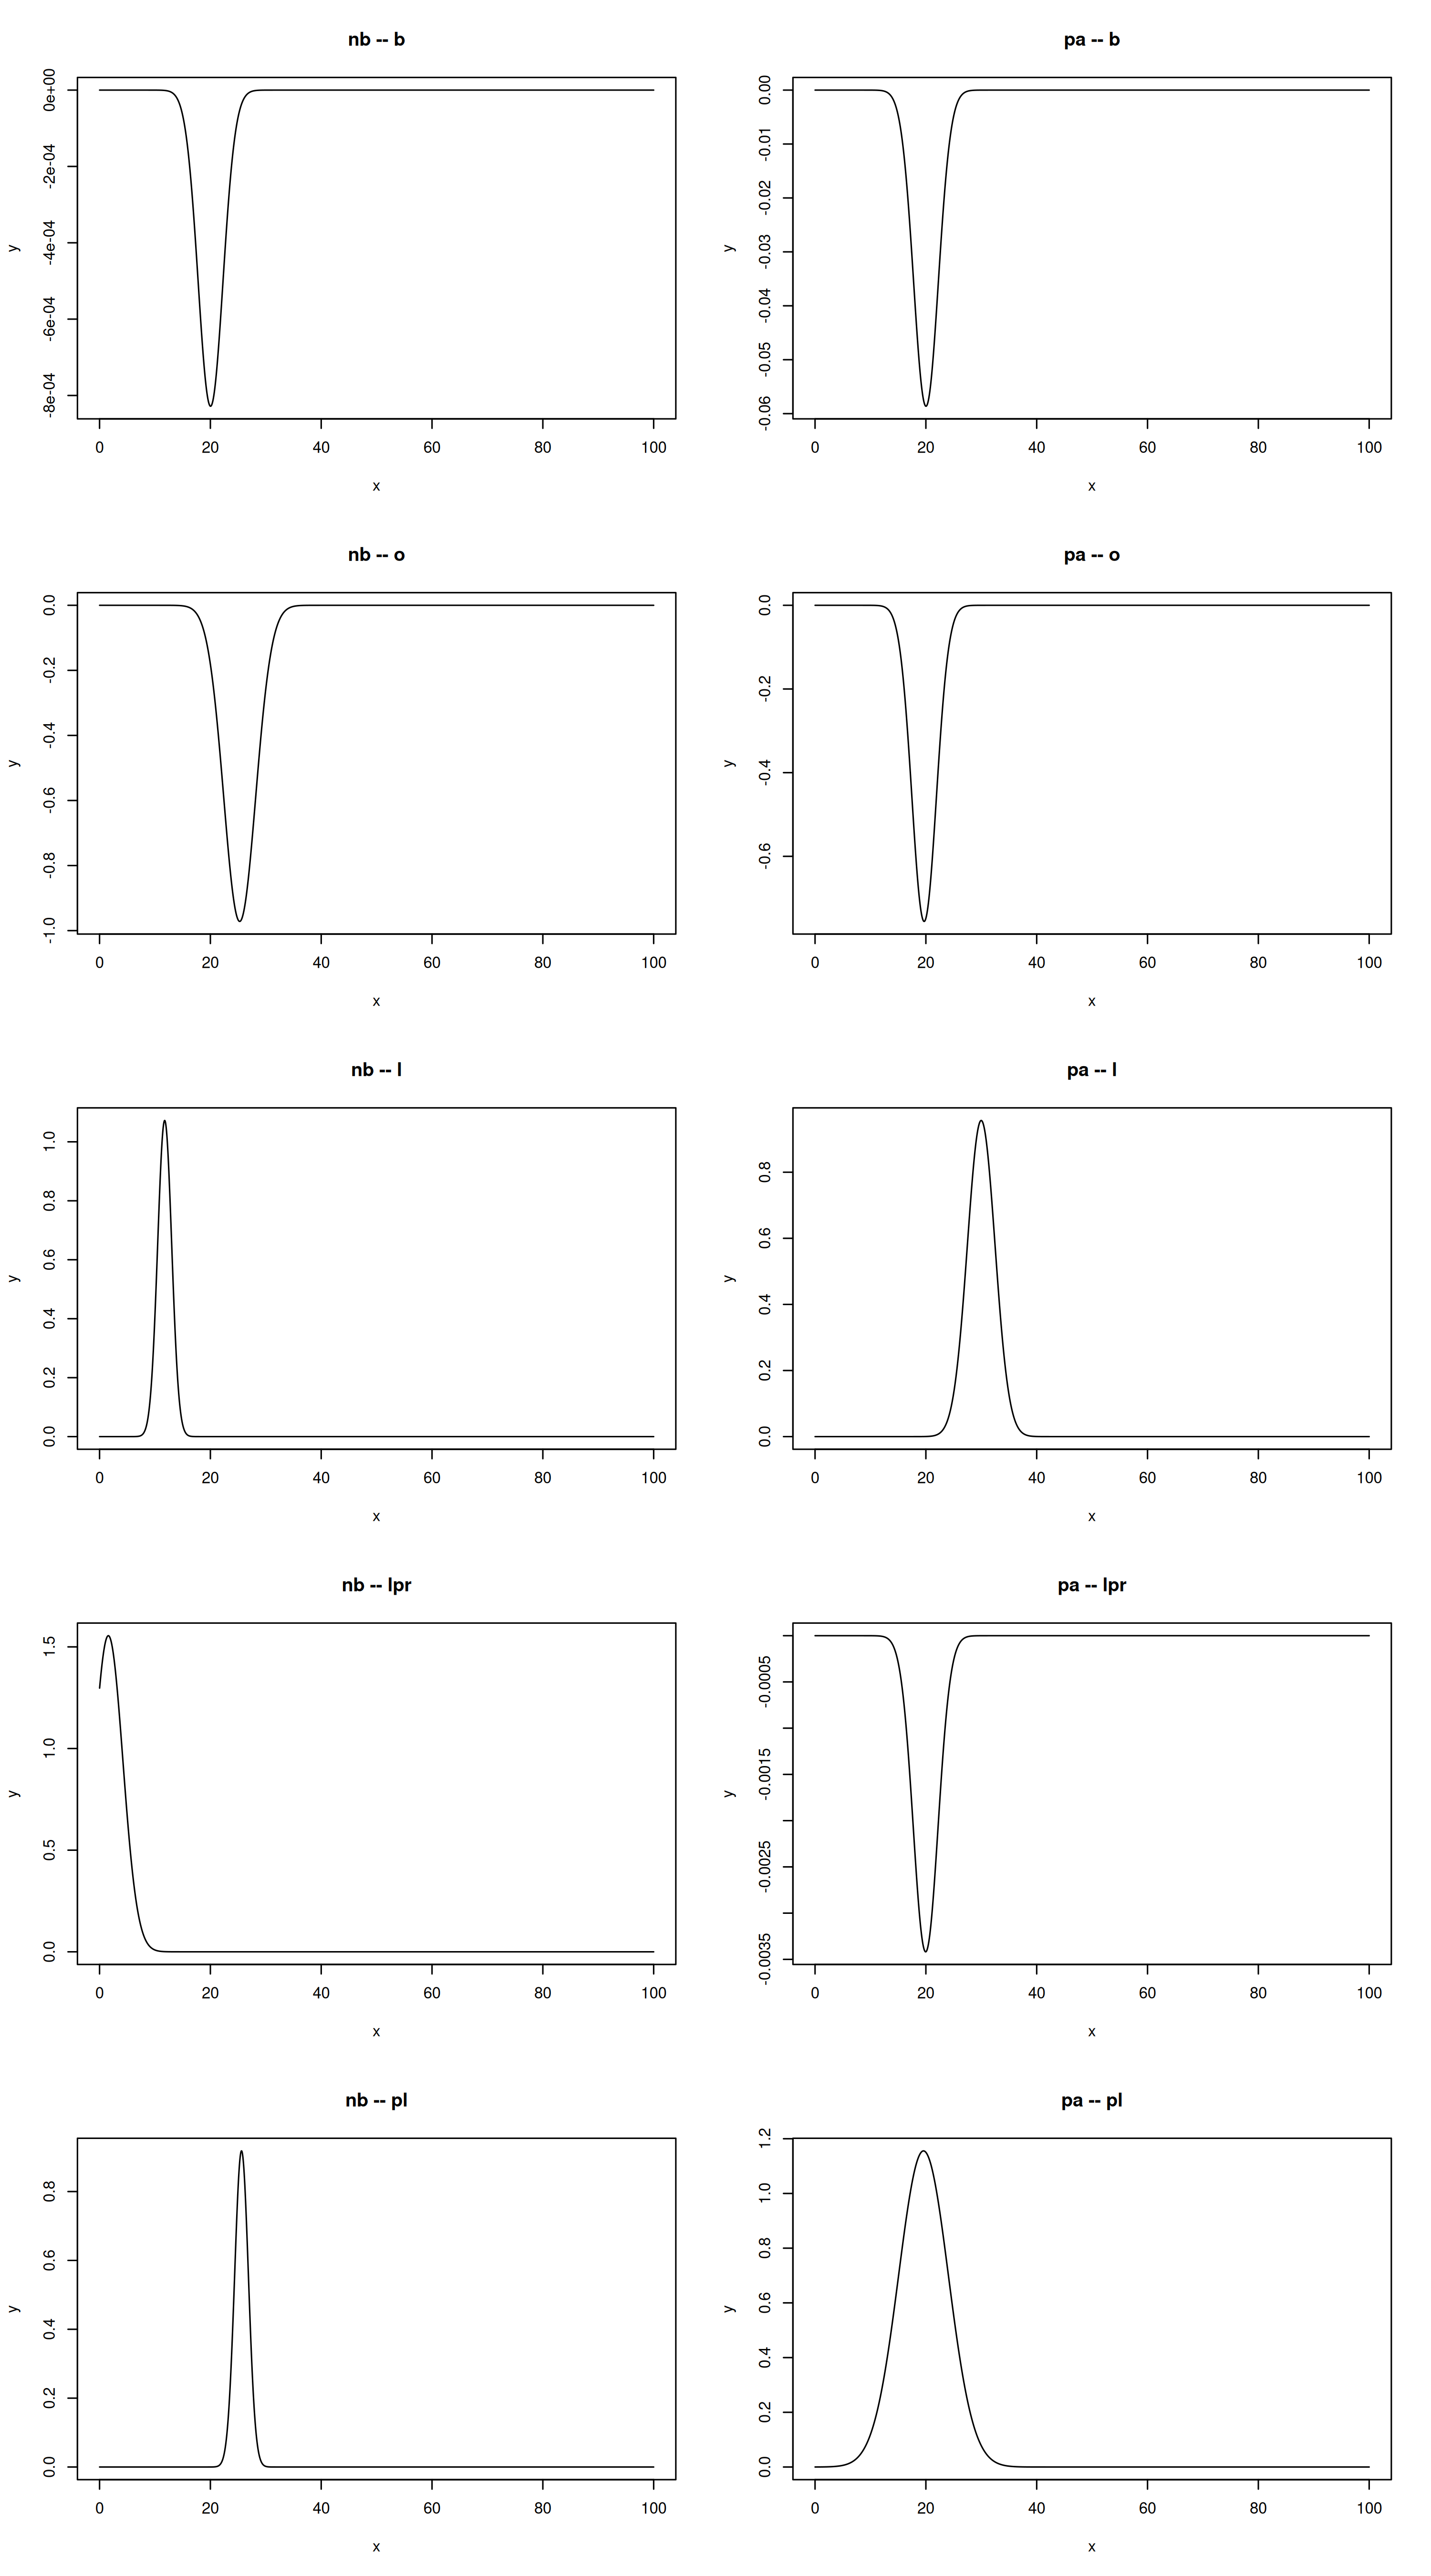 nb -- b
0e+00
-2e-04
-4e-04
-6e-04
-8e-04
y
0 20 40 60 80 100
x
pa -- b
0.00
-0.01
-0.02
-0.03
-0.04
-0.05
-0.06
y
0 20 40 60 80 100
x
nb -- o
0.0
-0.2
-0.4
-0.6
-0.8
-1.0
y
0 20 40 60 80 100
x
pa -- o
0.0
-0.2
-0.4
-0.6
y
0 20 40 60 80 100
x
nb -- l
1.0
0.8
0.6
0.4
0.2
0.0
y
0 20 40 60 80 100
x
pa -- l
0.8
0.6
0.4
0.2
0.0
y
0 20 40 60 80 100
x
nb -- lpr
1.5
1.0
0.5
0.0
y
0 20 40 60 80 100
x
pa -- lpr
-0.0005
-0.0015
-0.0025
-0.0035
y
0 20 40 60 80 100
x
nb -- pl
0.8
0.6
0.4
0.2
0.0
y
0 20 40 60 80 100
x
pa -- pl
1.2
1.0
0.8
0.6
0.4
0.2
0.0
y
0 20 40 60 80 100
x